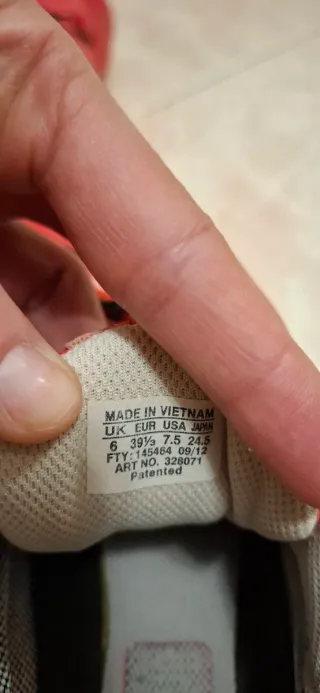 MADE IN VIETNAM
UK EUR USA JAPAN
6 39⅓ 7.5 24.5
FTY: 145464 09/12
ART NO. 328071
Patented